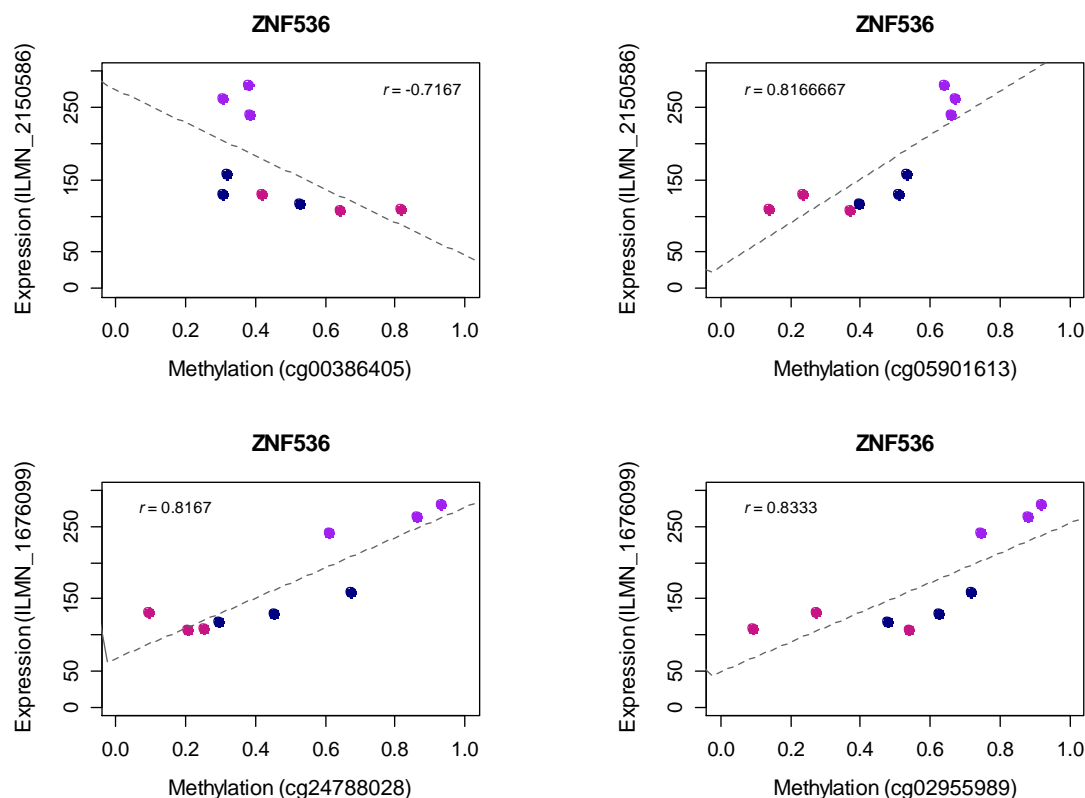 ZNF536
r = -0.7167
Expression (ILMN_2150586)
250
150
50
0
0.0 0.2 0.4 0.6 0.8 1.0
Methylation (cg00386405)
ZNF536
r = 0.8166667
Expression (ILMN_2150586)
250
150
50
0
0.0 0.2 0.4 0.6 0.8 1.0
Methylation (cg05901613)
ZNF536
r = 0.8167
Expression (ILMN_1676099)
250
150
50
0
0.0 0.2 0.4 0.6 0.8 1.0
Methylation (cg24788028)
ZNF536
r = 0.8333
Expression (ILMN_1676099)
250
150
50
0
0.0 0.2 0.4 0.6 0.8 1.0
Methylation (cg02955989)